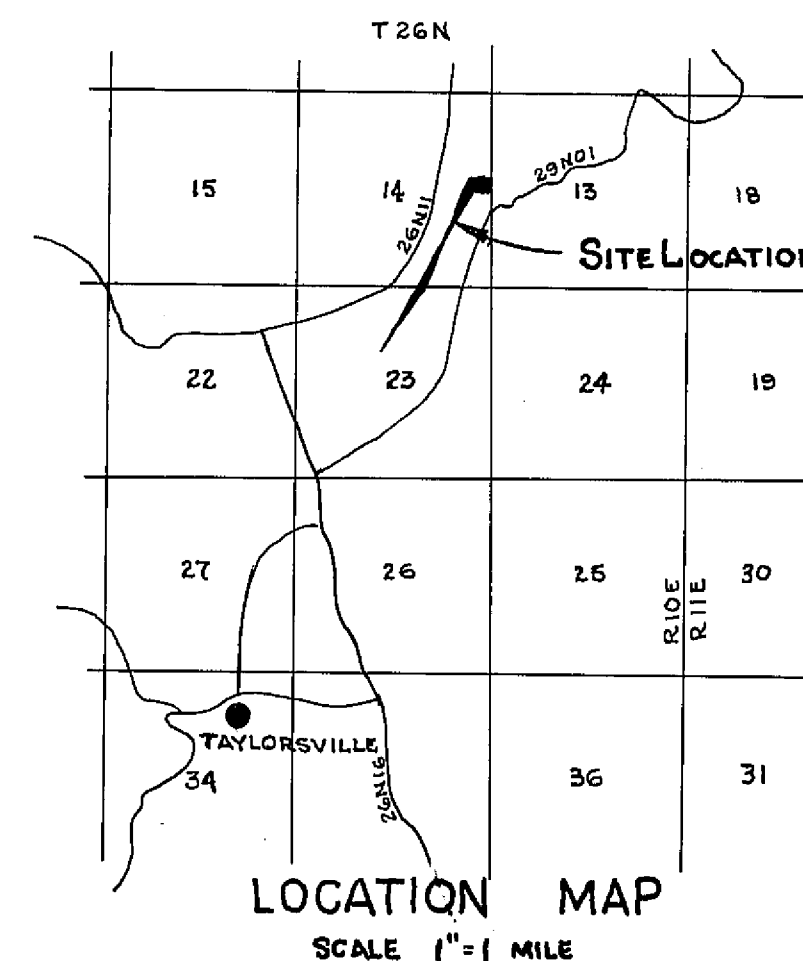 T26N
15
14
26N11
29N01
13
18
SITE LOCATION
22
23
24
19
27
26
25
R10E
R11E
30
TAYLORSVILLE
34
26N16
36
31
LOCATION MAP
SCALE 1"=1 MILE